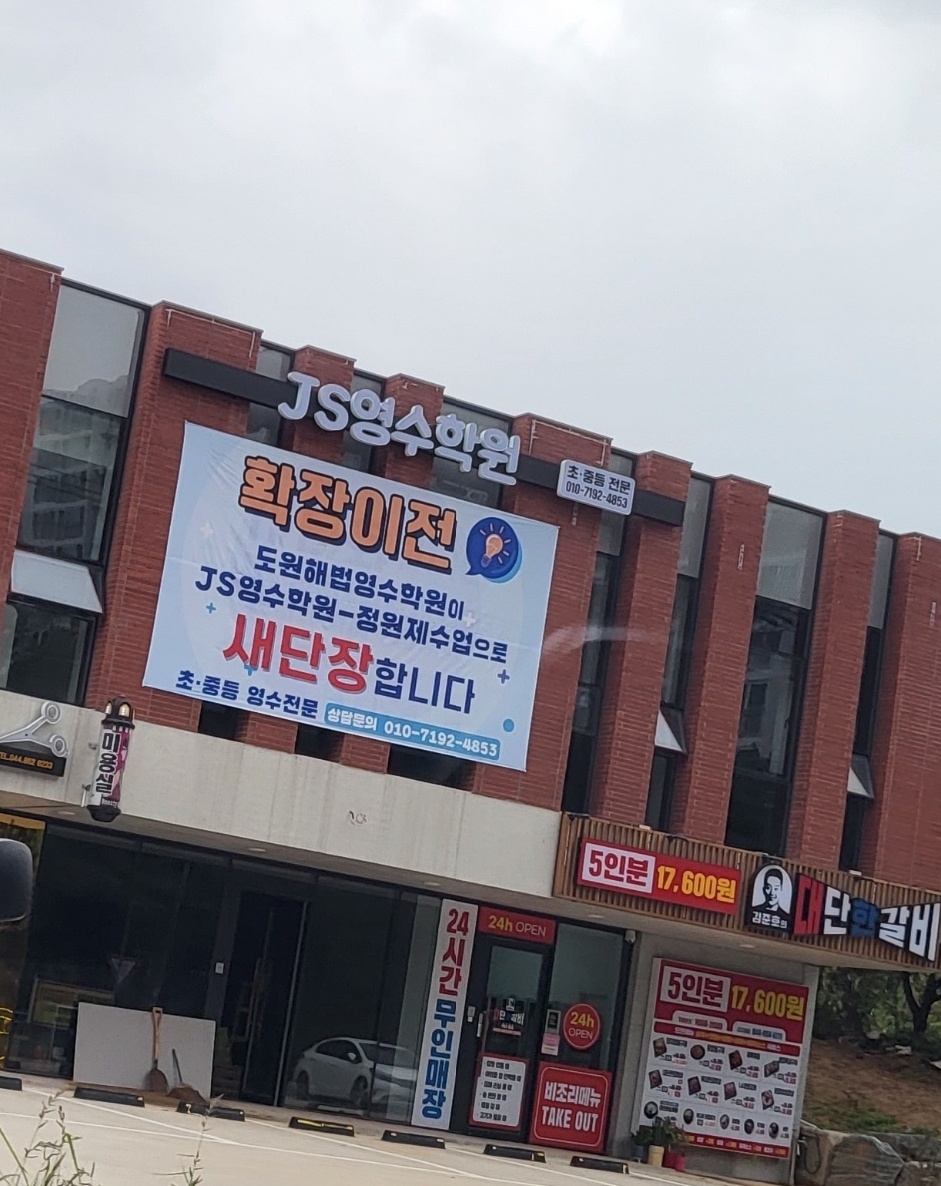 JS영수학원
초·중등 전문
010-7192-4853
확장이전
도원해법영수학원이
JS영수학원-정원제수업으로
새단장합니다
초·중등 영수전문
상담문의 010-7192-4853
미용실
5인분 17,600원
김준호의
대단한갈비
24시간 무인매장
24h OPEN
24h
OPEN
비조리메뉴
TAKE OUT
5인분 17,600원